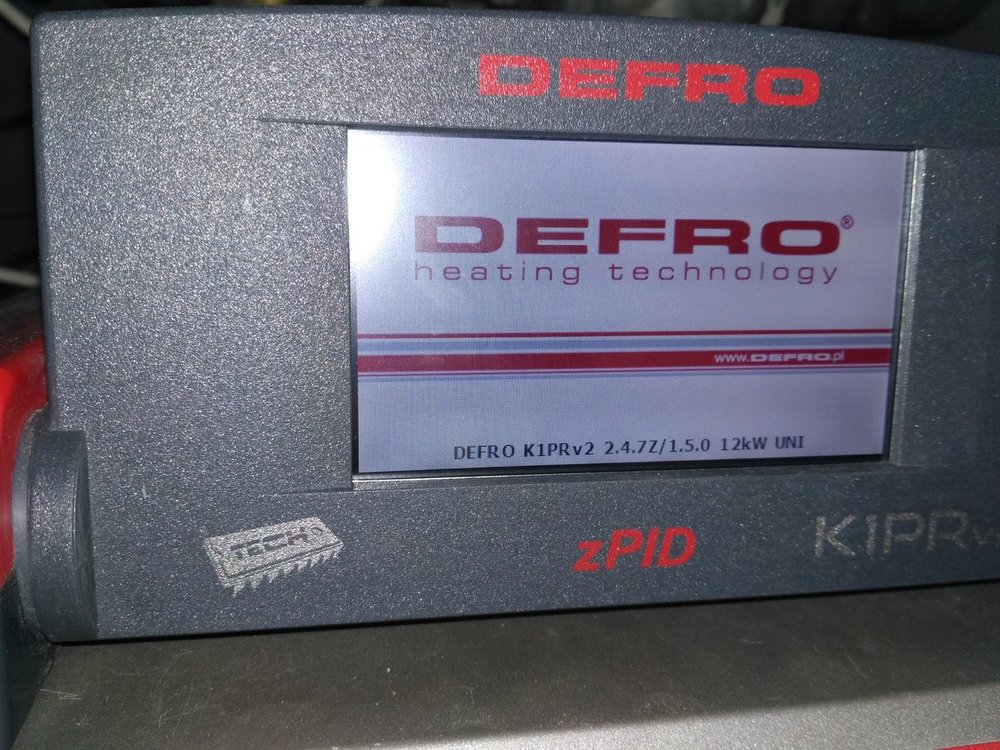 DEFRO
DEFRO®
heating technology
www.DEFRO.pl
DEFRO K1PRv2 2.4.7Z/1.5.0 12kW UNI
TECH
zPID
K1PR